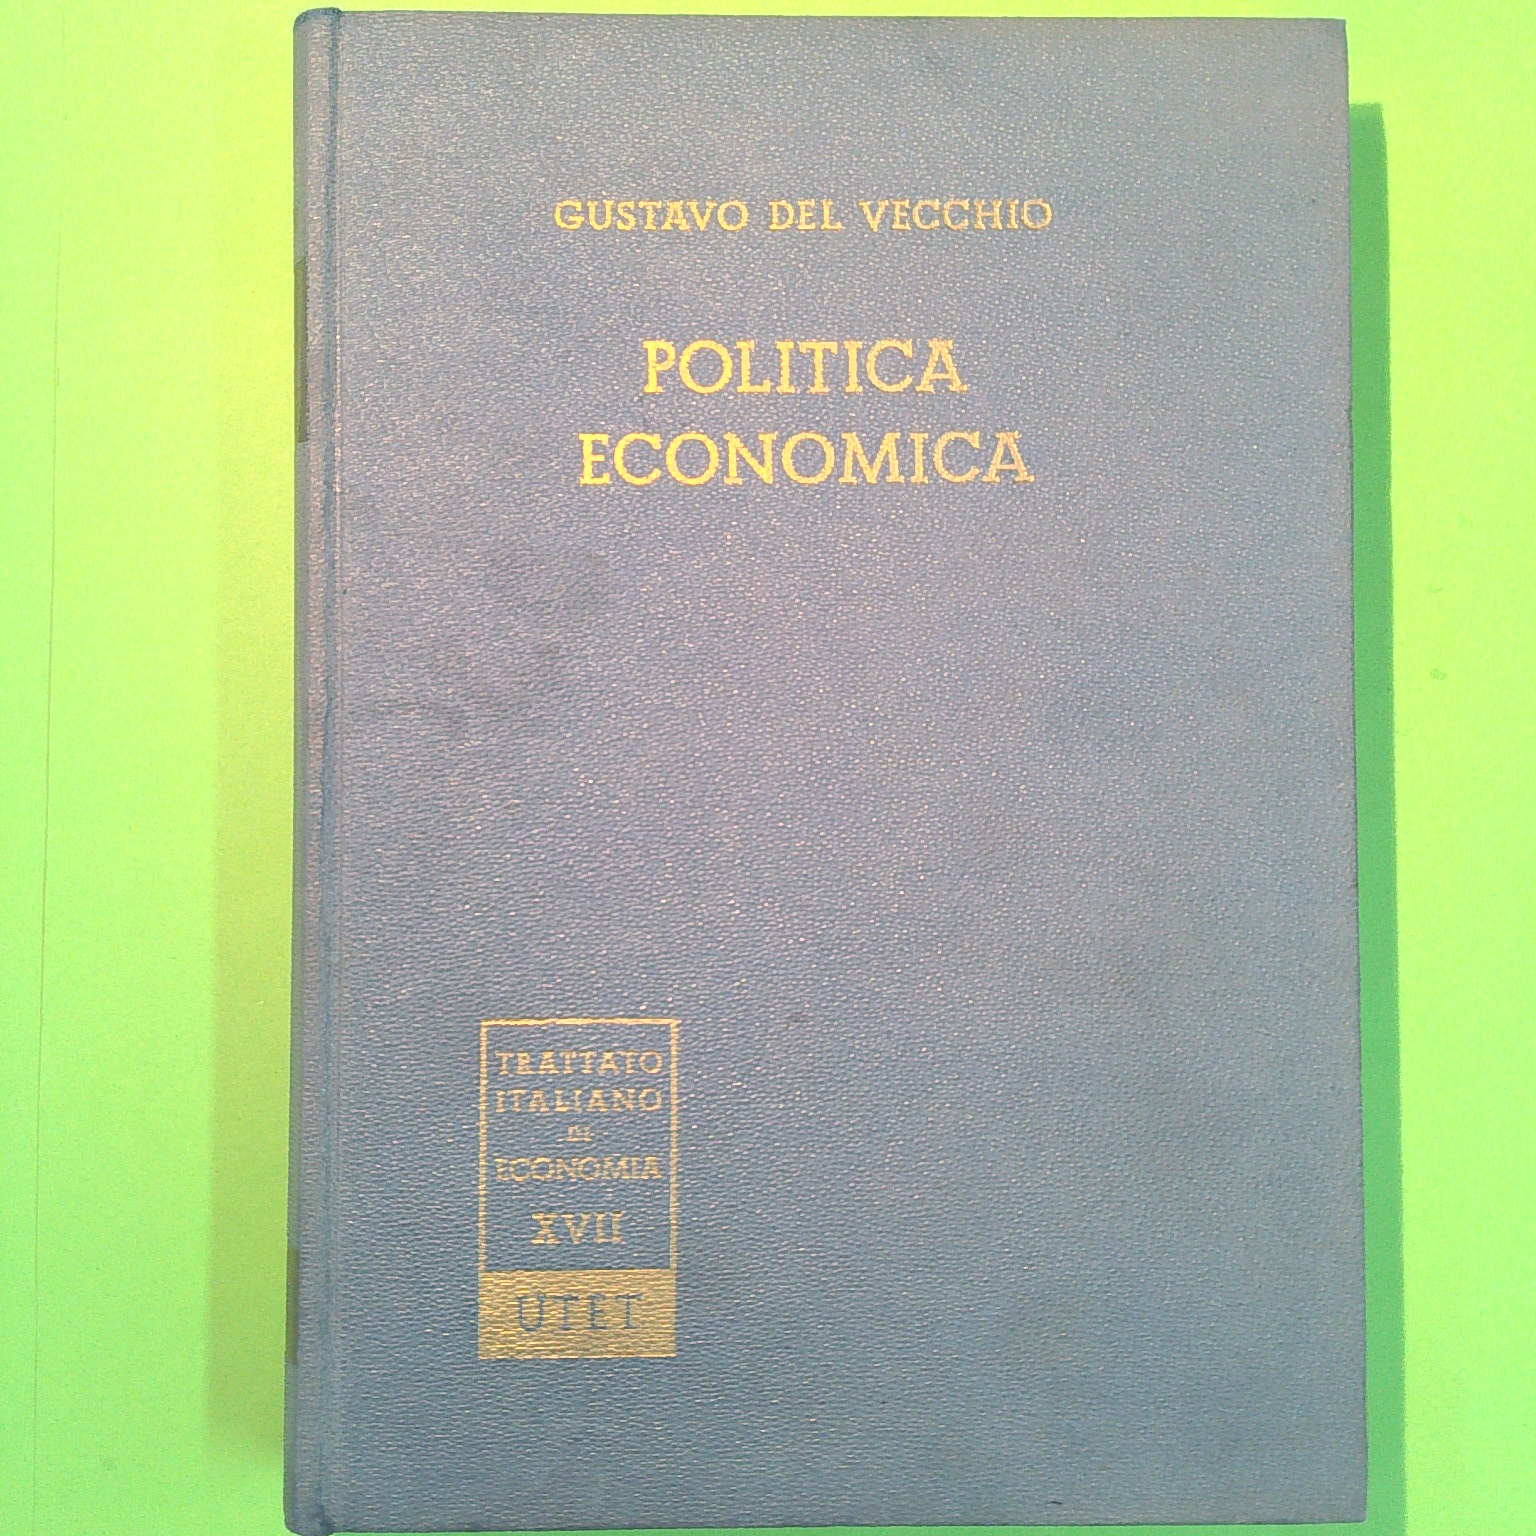 GUSTAVO DEL VECCHIO
POLITICA
ECONOMICA
TRATTATO
ITALIANO
DI
ECONOMIA
XVII
UTET